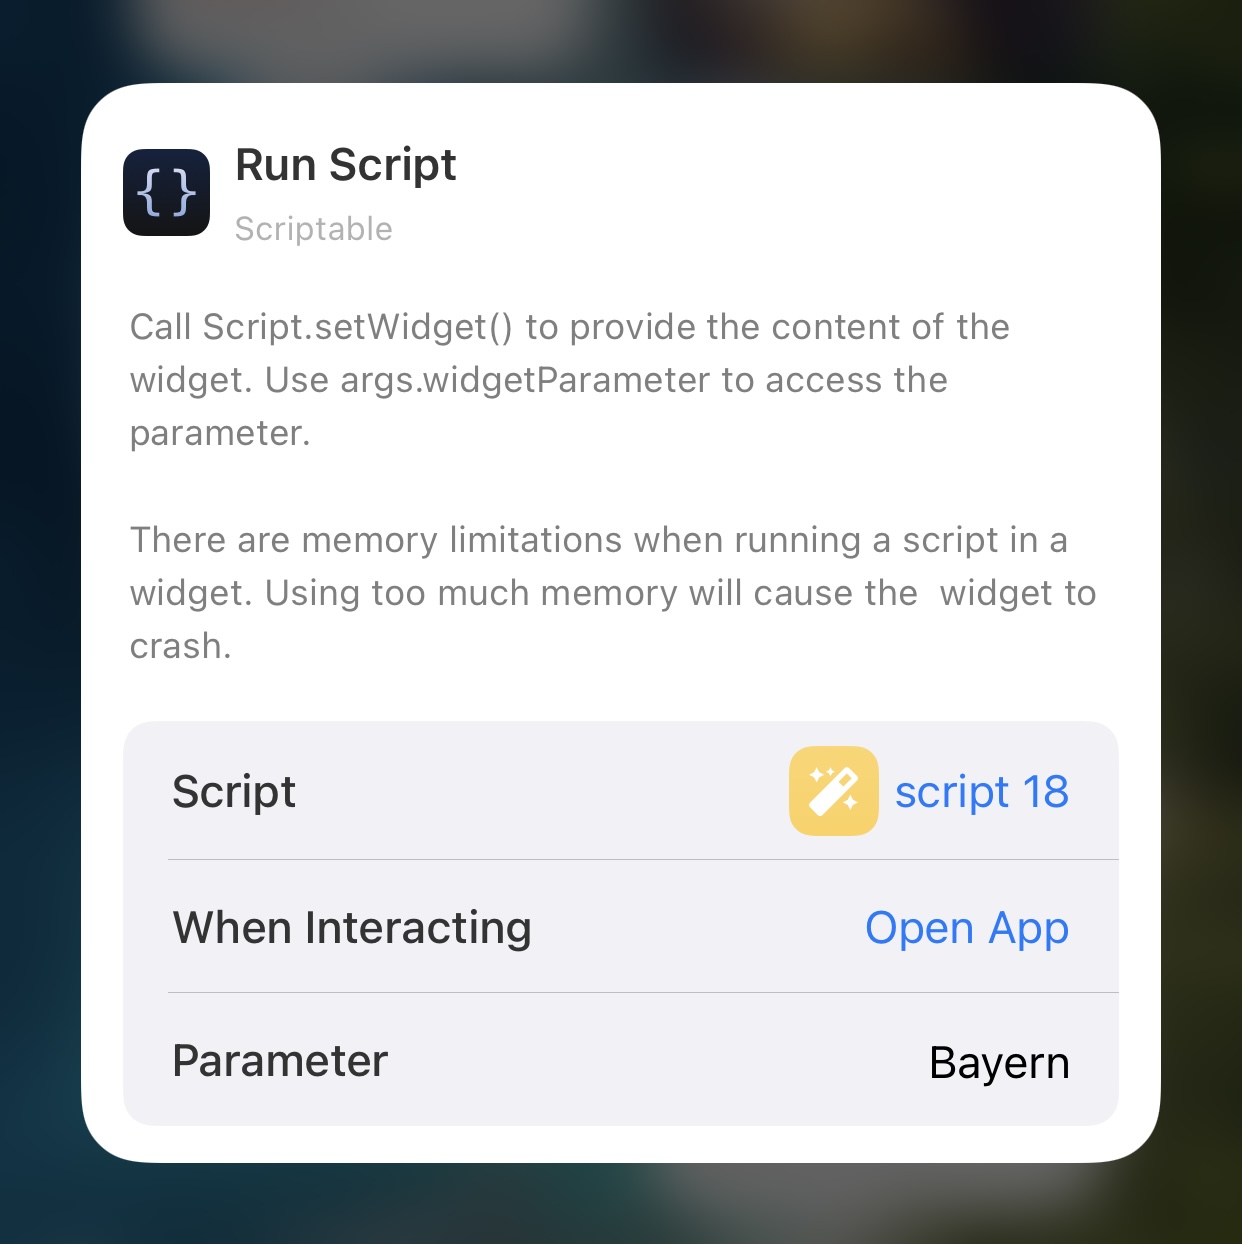 {}
Run Script
Scriptable
Call Script.setWidget() to provide the content of the
widget. Use args.widgetParameter to access the
parameter.
There are memory limitations when running a script in a
widget. Using too much memory will cause the  widget to
crash.
Script script 18
When Interacting Open App
Parameter Bayern